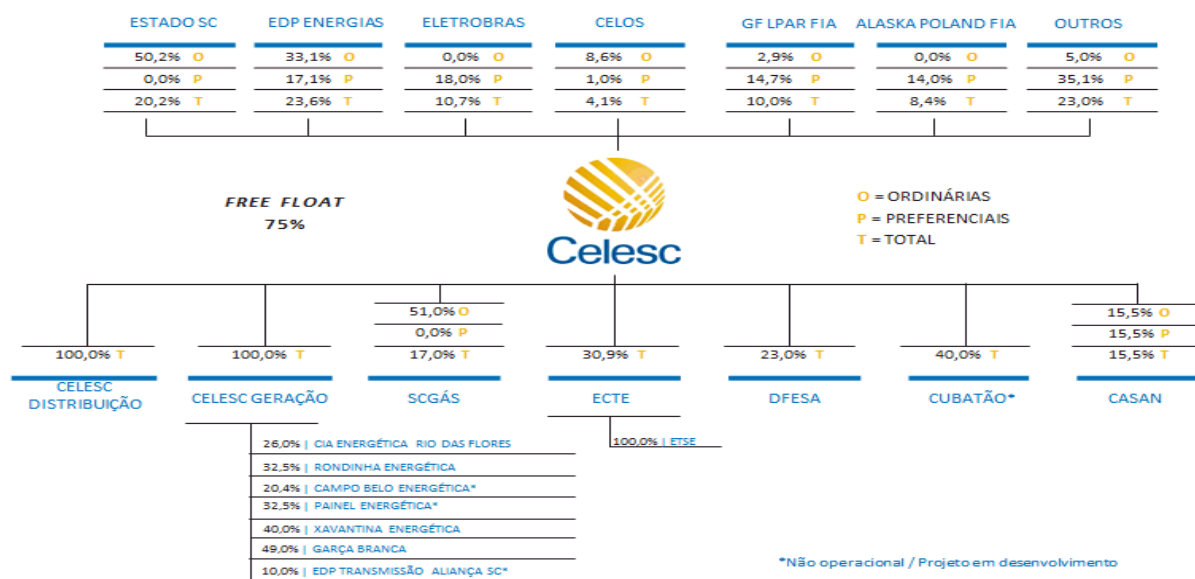 ESTADO SC EDP ENERGIAS ELETROBRAS CELOS GF LPAR FIA ALASKA POLAND FIA OUTROS
50,2% O 33,1% O 0,0% O 8,6% O 2,9% O 0,0% O 5,0% O
0,0% P 17,1% P 18,0% P 1,0% P 14,7% P 14,0% P 35,1% P
20,2% T 23,6% T 10,7% T 4,1% T 10,0% T 8,4% T 23,0% T
FREE FLOAT
75%
Celesc
O = ORDINÁRIAS
P = PREFERENCIAIS
T = TOTAL
51,0% O 15,5% O
0,0% P 15,5% P
100,0% T 100,0% T 17,0% T 30,9% T 23,0% T 40,0% T 15,5% T
CELESC
DISTRIBUIÇÃO CELESC GERAÇÃO SCGÁS ECTE DFESA CUBATÃO* CASAN
26,0% | CIA ENERGÉTICA RIO DAS FLORES
32,5% | RONDINHA ENERGÉTICA
20,4% | CAMPO BELO ENERGÉTICA*
32,5% | PAINEL ENERGÉTICA*
40,0% | XAVANTINA ENERGÉTICA
49,0% | GARÇA BRANCA
10,0% | EDP TRANSMISSÃO ALIANÇA SC*
100,0% | ETSE
*Não operacional / Projeto em desenvolvimento